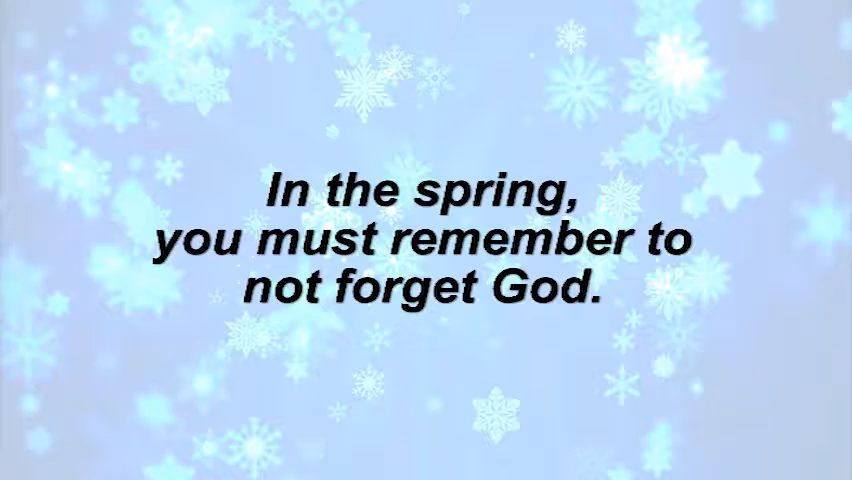 In the spring,
you must remember to
not forget God.